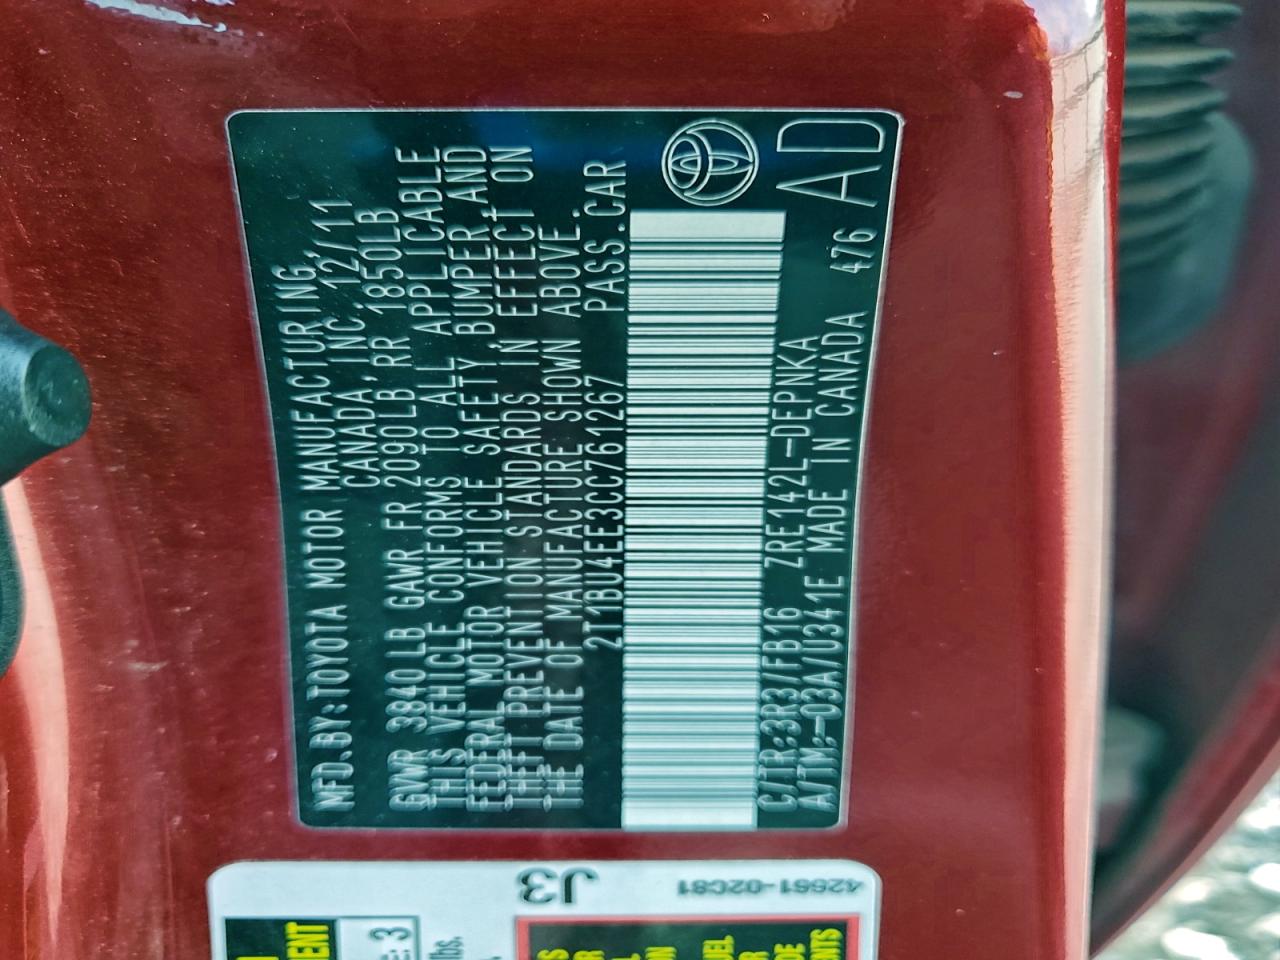 MFD.BY:TOYOTA MOTOR MANUFACTURING
CANADA, INC. 12/11
GVWR 3840LB GAWR FR 2090LB RR 1850LB
THIS VEHICLE CONFORMS TO ALL APPLICABLE
FEDERAL MOTOR VEHICLE SAFETY, BUMPER, AND
THEFT PREVENTION STANDARDS IN EFFECT ON
THE DATE OF MANUFACTURE SHOWN ABOVE.
2T1BU4EE3CC761267 PASS.CAR
C/TR:3R3/FB16 ZRE142L-DEPNKA
A/TM:-03A/U341E MADE IN CANADA 476 AD
J3
42661-02C81
3
lbs.